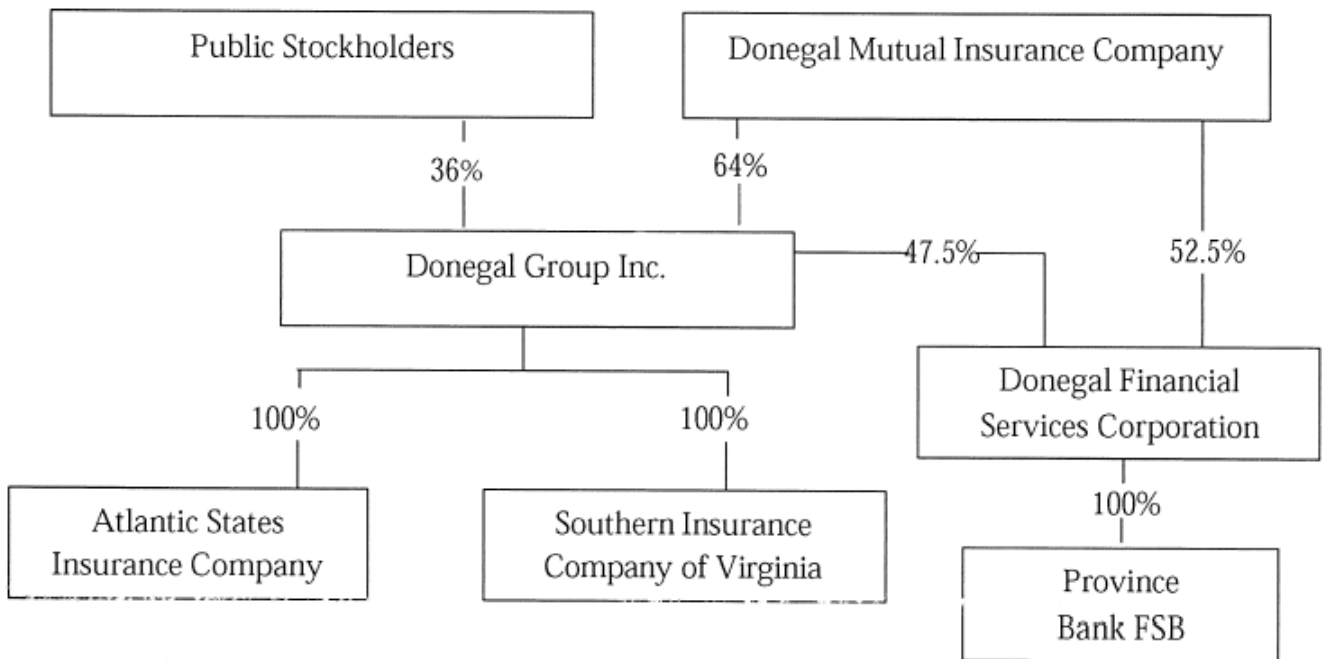 Public Stockholders
Donegal Mutual Insurance Company
36%
64%
Donegal Group Inc.
47.5%
52.5%
Donegal Financial
Services Corporation
100%
100%
100%
Atlantic States
Insurance Company
Southern Insurance
Company of Virginia
Province
Bank FSB